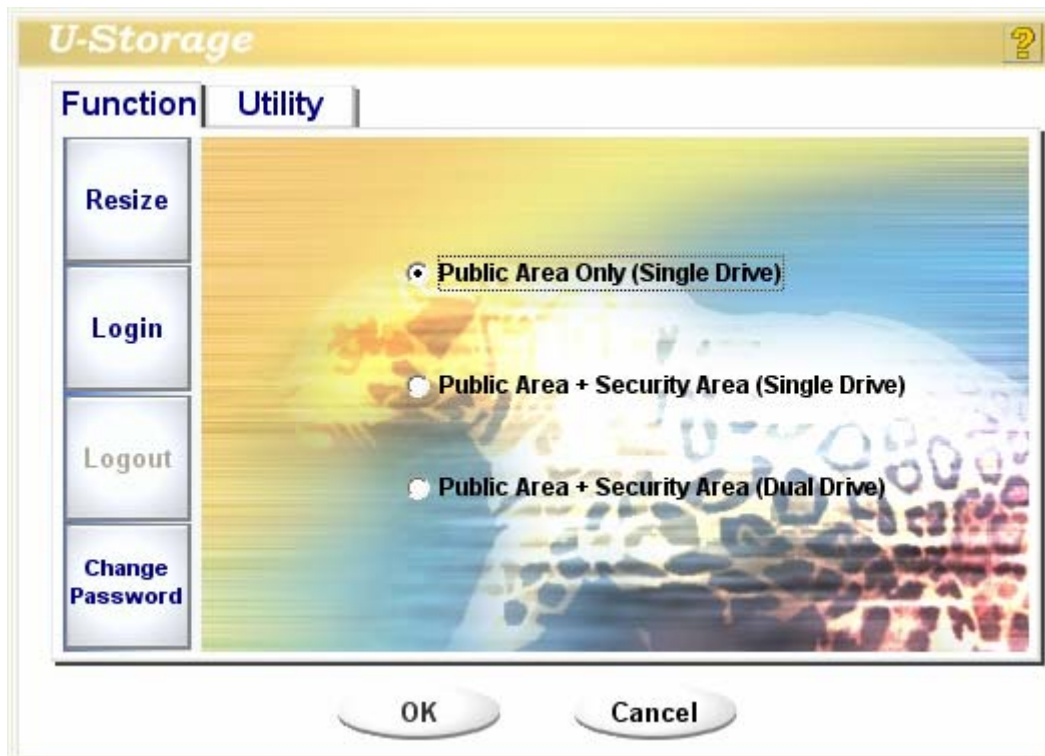 U-Storage
?
Function
Utility
Resize
Login
Logout
Change
Password
Public Area Only (Single Drive)
Public Area + Security Area (Single Drive)
Public Area + Security Area (Dual Drive)
OK
Cancel